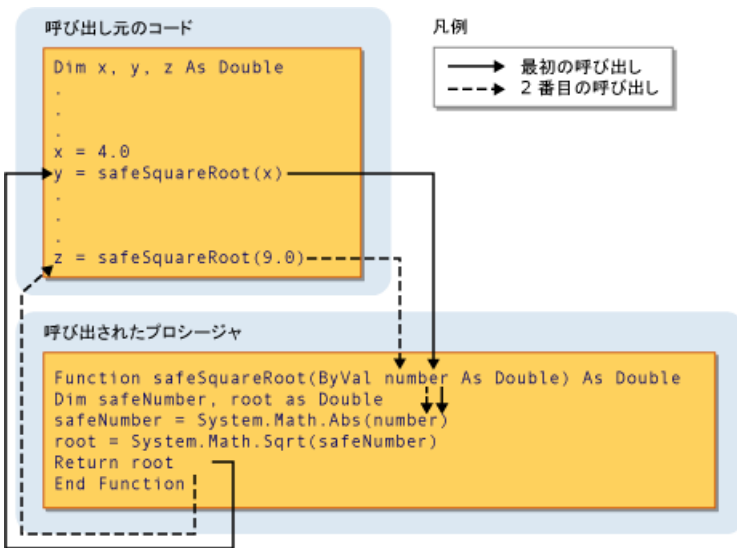 呼び出し元のコード
Dim x, y, z As Double
.
.
.
x = 4.0
y = safeSquareRoot(x)
.
.
.
z = safeSquareRoot(9.0)
凡例
最初の呼び出し
2 番目の呼び出し
呼び出されたプロシージャ
Function safeSquareRoot(ByVal number As Double) As Double
Dim safeNumber, root as Double
safeNumber = System.Math.Abs(number)
root = System.Math.Sqrt(safeNumber)
Return root
End Function